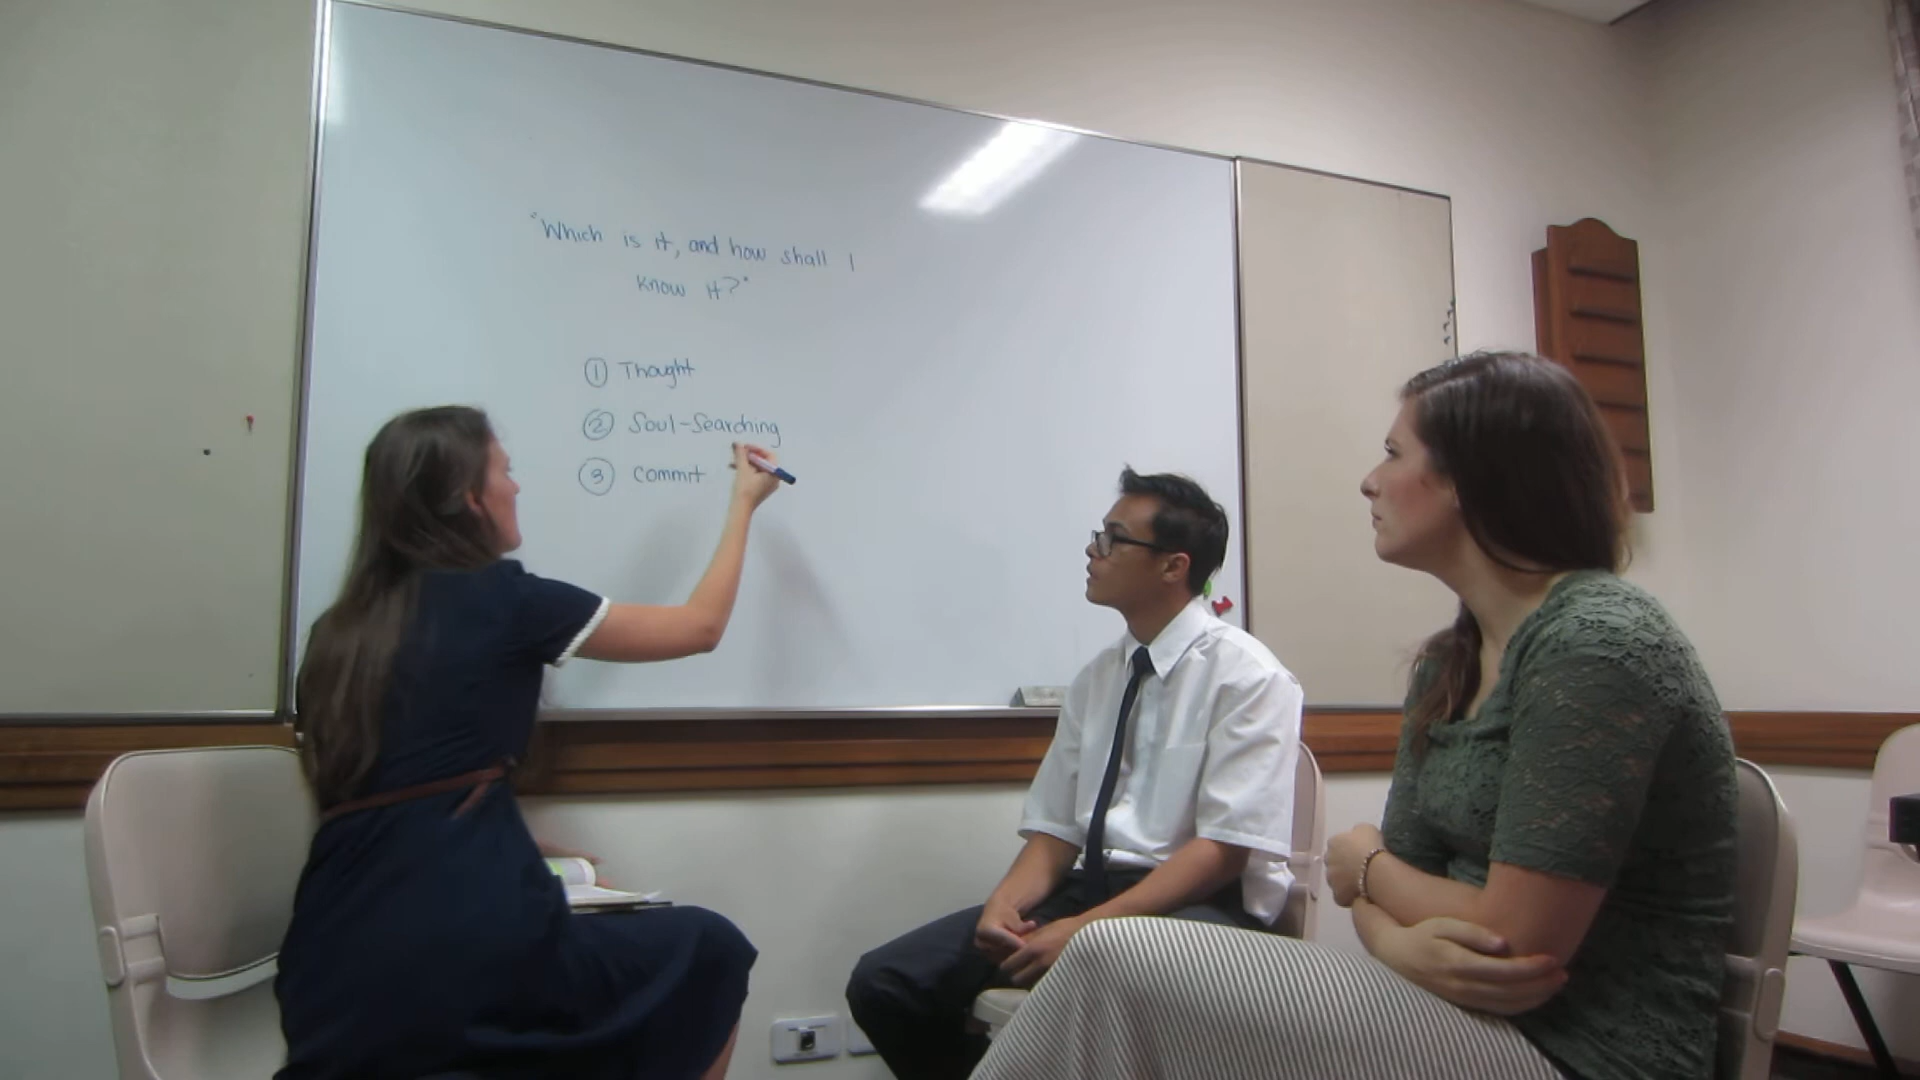 "Which is it, and how shall I
know it?"
① Thought
② Soul-Searching
③ Commit